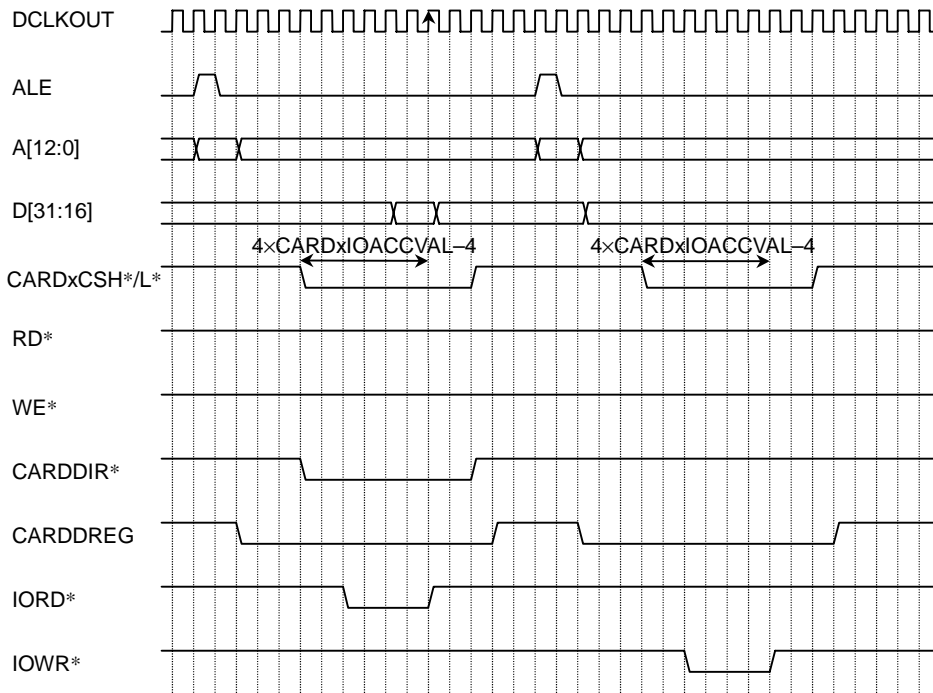 DCLKOUT
ALE
A[12:0]
D[31:16]
4×CARDxIOACCVAL–4 4×CARDxIOACCVAL–4
CARDxCSH*/L*
RD*
WE*
CARDDIR*
CARDDREG
IORD*
IOWR*